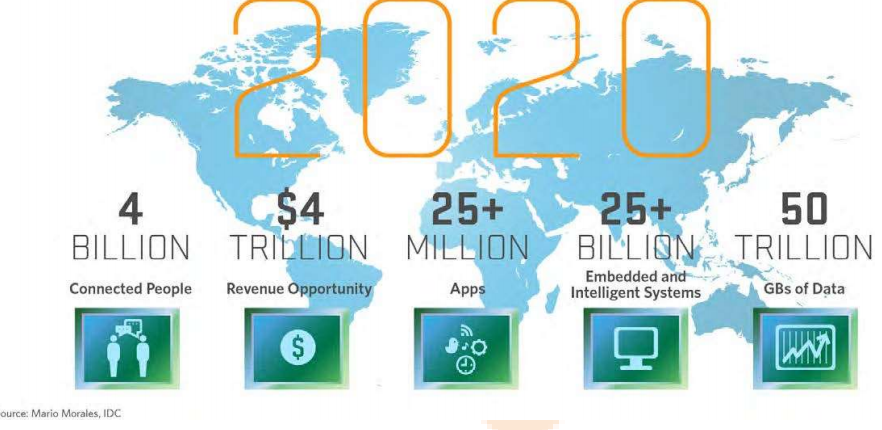 2020
4
BILLION
Connected People
$4
TRILLION
Revenue Opportunity
25+
MILLION
Apps
25+
BILLION
Embedded and
Intelligent Systems
50
TRILLION
GBs of Data
$
ource: Mario Morales, IDC